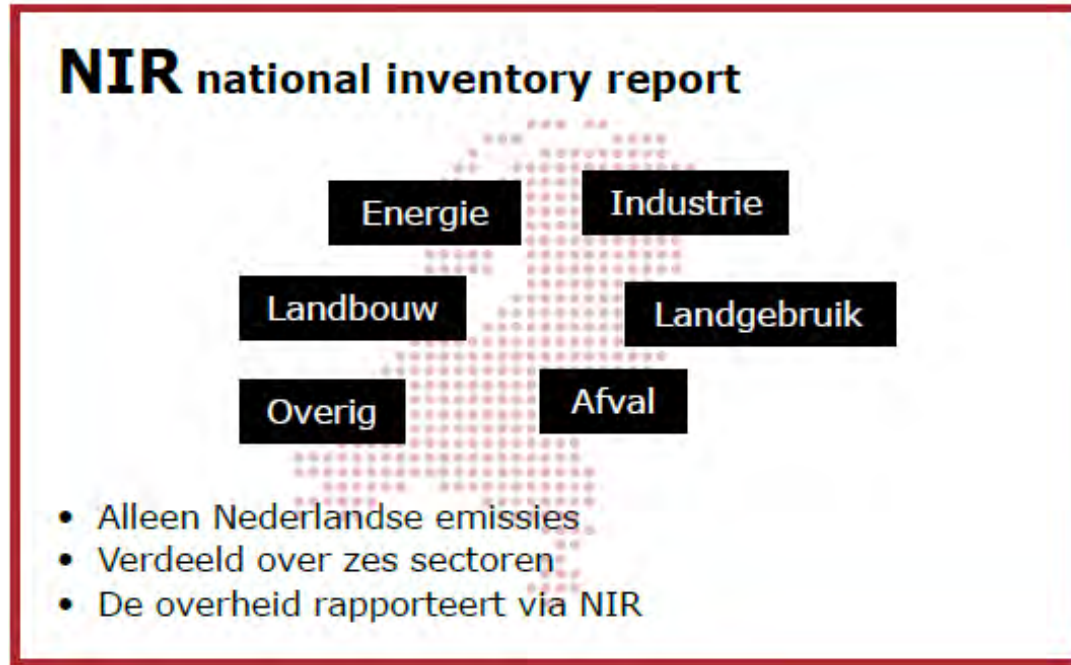 NIR national inventory report
Energie
Industrie
Landbouw
Landgebruik
Overig
Afval
• Alleen Nederlandse emissies
• Verdeeld over zes sectoren
• De overheid rapporteert via NIR